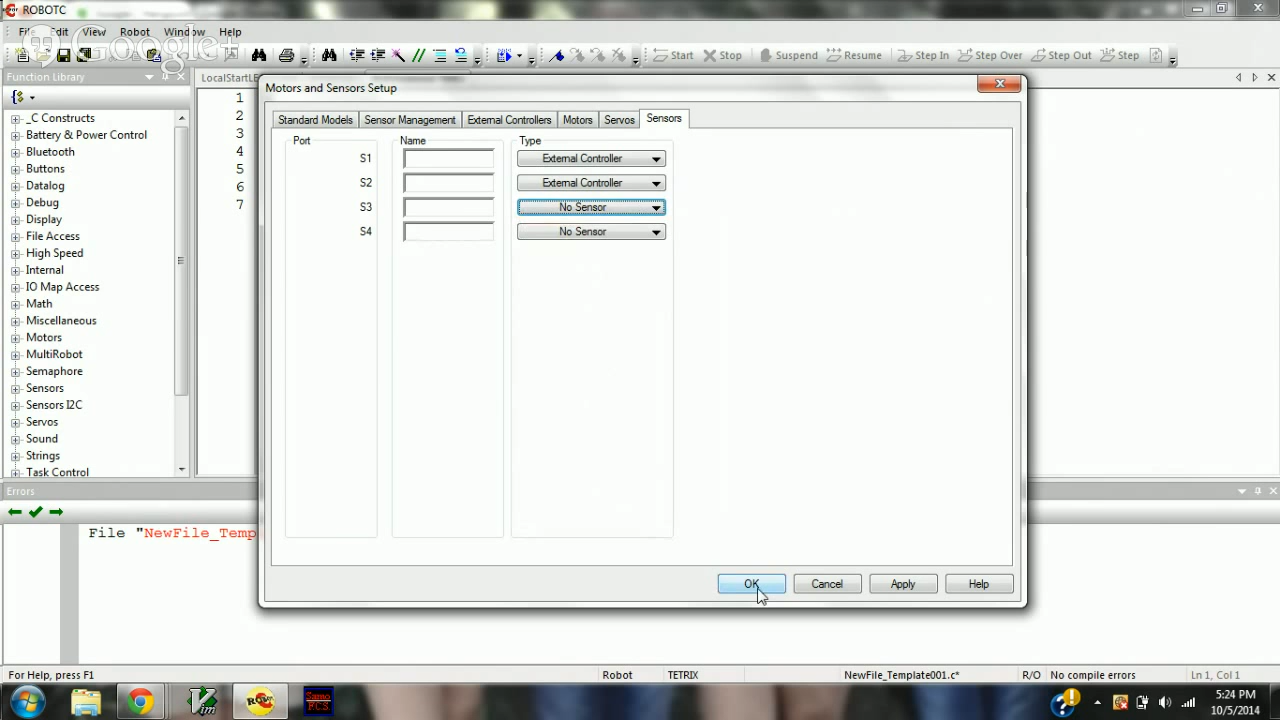 ROBOTC
File Edit View Robot Window Help
Google+
Start Stop Suspend Resume Step In Step Over Step Out Step
Function Library
LocalStartLE
Motors and Sensors Setup
Standard Models Sensor Management External Controllers Motors Servos Sensors
Port Name Type
S1 External Controller
S2 External Controller
S3 No Sensor
S4 No Sensor
1
2
3
4
5
6
7
_C Constructs
Battery & Power Control
Bluetooth
Buttons
Datalog
Debug
Display
File Access
High Speed
Internal
IO Map Access
Math
Miscellaneous
Motors
MultiRobot
Semaphore
Sensors
Sensors I2C
Servos
Sound
Strings
Task Control
OK Cancel Apply Help
Errors
File "NewFile_Temp
For Help, press F1 Robot TETRIX NewFile_Template001.c* R/O No compile errors Ln 1, Col 1
Samo
FCS
5:24 PM
10/5/2014